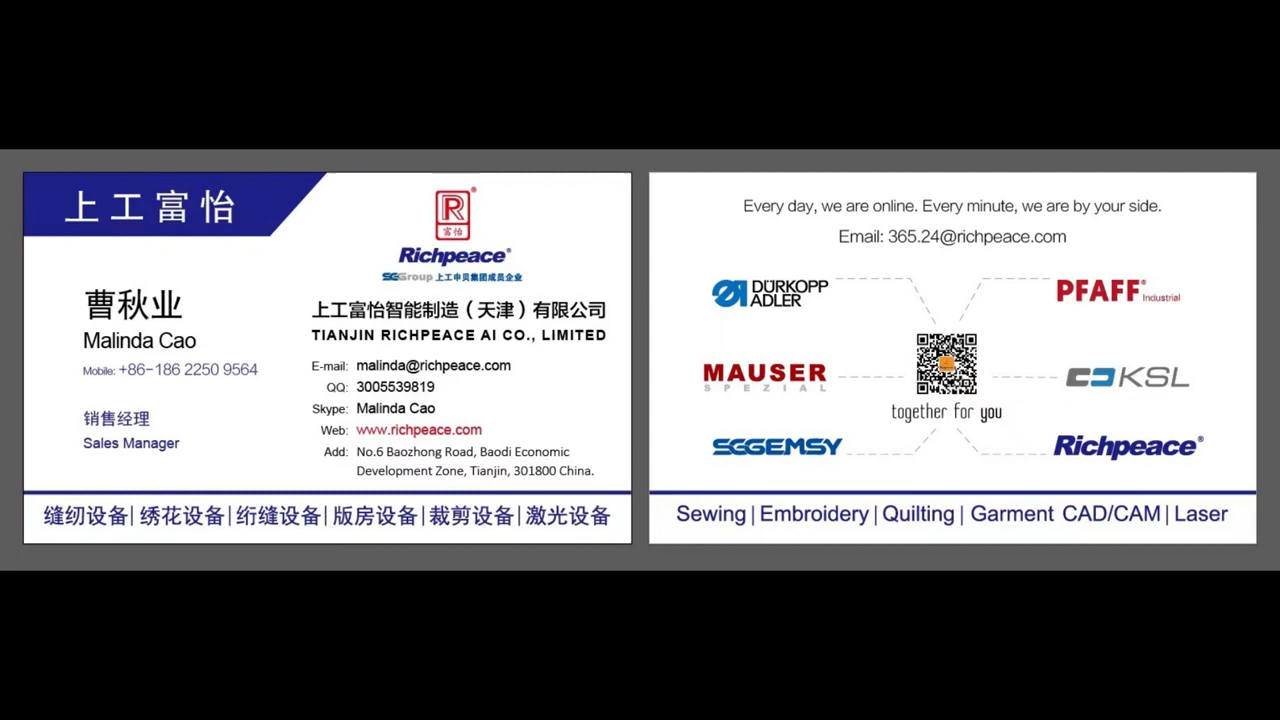 上工富怡
R
富怡
Richpeace®
SGGroup 上工申贝集团成员企业
曹秋业
Malinda Cao
Mobile: +86-186 2250 9564
销售经理
Sales Manager
上工富怡智能制造（天津）有限公司
TIANJIN RICHPEACE AI CO., LIMITED
E-mail: malinda@richpeace.com
QQ: 3005539819
Skype: Malinda Cao
Web: www.richpeace.com
Add: No.6 Baozhong Road, Baodi Economic
Development Zone, Tianjin, 301800 China.
缝纫设备| 绣花设备| 绗缝设备| 版房设备| 裁剪设备| 激光设备
Every day, we are online. Every minute, we are by your side.
Email: 365.24@richpeace.com
DÜRKOPP
ADLER
PFAFF® Industrial
MAUSER
SPEZIAL
KSL
together for you
SGGEMSY
Richpeace®
Sewing | Embroidery | Quilting | Garment CAD/CAM | Laser